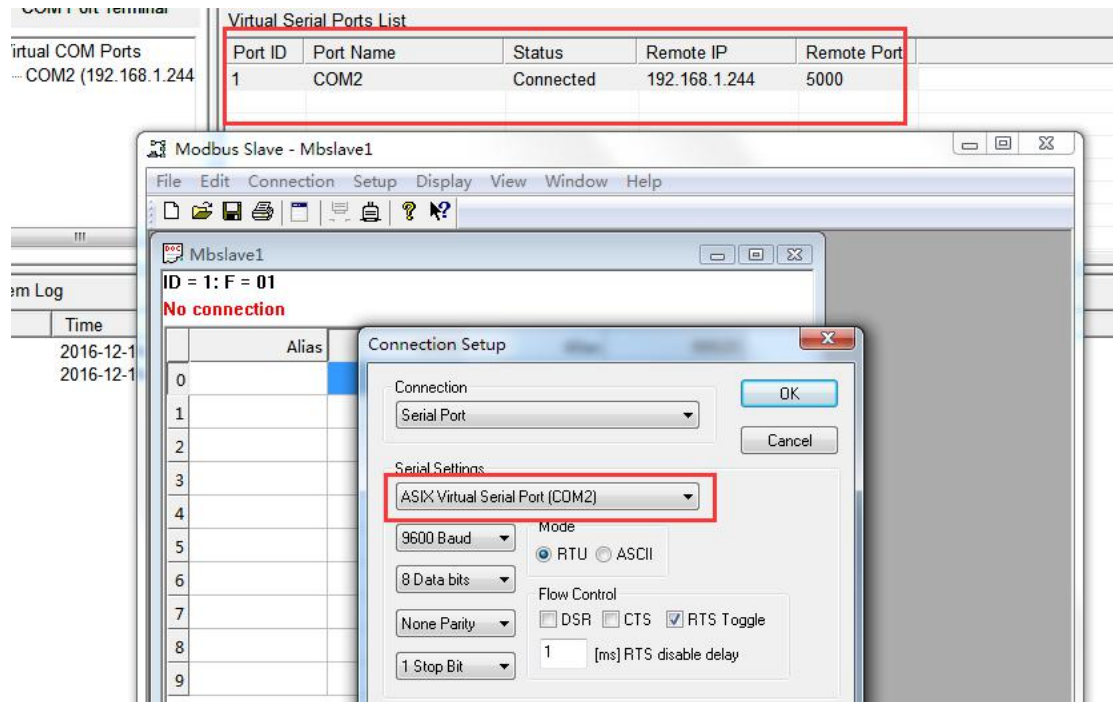 COM Port Terminal
Virtual Serial Ports List
irtual COM Ports
COM2 (192.168.1.244
Port ID Port Name Status Remote IP Remote Port
1 COM2 Connected 192.168.1.244 5000
Modbus Slave - Mbslave1
File Edit Connection Setup Display View Window Help
Mbslave1
ID = 1: F = 01
No connection
em Log
Time
2016-12-1
2016-12-1
Alias
0
1
2
3
4
5
6
7
8
9
Connection Setup
Connection
Serial Port
OK
Cancel
Serial Settings
ASIX Virtual Serial Port (COM2)
9600 Baud
Mode
RTU ASCII
8 Data bits
Flow Control
None Parity
DSR CTS RTS Toggle
1 [ms] RTS disable delay
1 Stop Bit